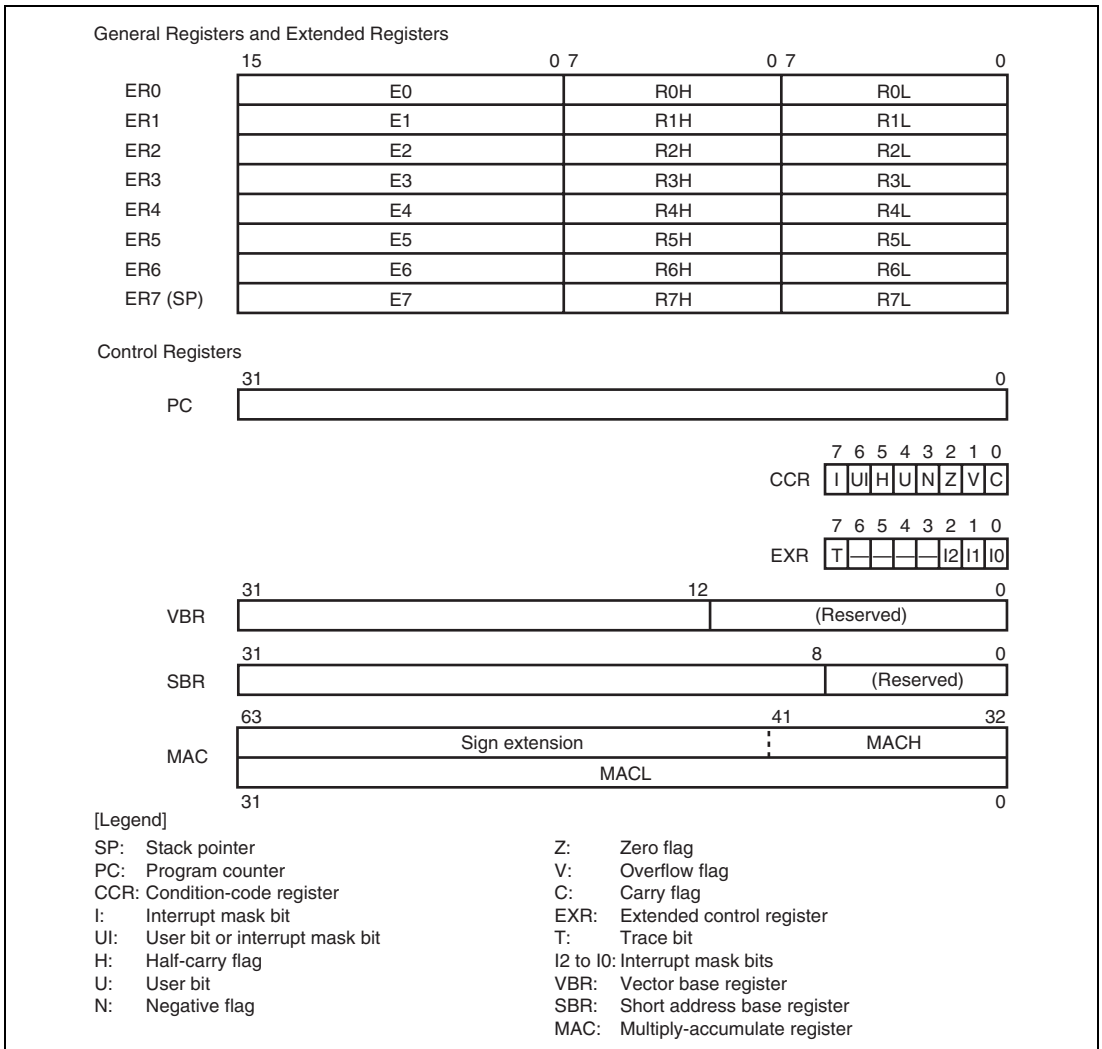 General Registers and Extended Registers
15 0 7 0 7 0
ER0 E0 R0H R0L
ER1 E1 R1H R1L
ER2 E2 R2H R2L
ER3 E3 R3H R3L
ER4 E4 R4H R4L
ER5 E5 R5H R5L
ER6 E6 R6H R6L
ER7 (SP) E7 R7H R7L
Control Registers
31 0
PC
7 6 5 4 3 2 1 0
CCR I UI H U N Z V C
7 6 5 4 3 2 1 0
EXR T — — — — I2 I1 I0
31 12 0
VBR (Reserved)
31 8 0
SBR (Reserved)
63 41 32
MAC Sign extension MACH
MACL
31 0
[Legend]
SP: Stack pointer
PC: Program counter
CCR: Condition-code register
I: Interrupt mask bit
UI: User bit or interrupt mask bit
H: Half-carry flag
U: User bit
N: Negative flag
Z: Zero flag
V: Overflow flag
C: Carry flag
EXR: Extended control register
T: Trace bit
I2 to I0: Interrupt mask bits
VBR: Vector base register
SBR: Short address base register
MAC: Multiply-accumulate register